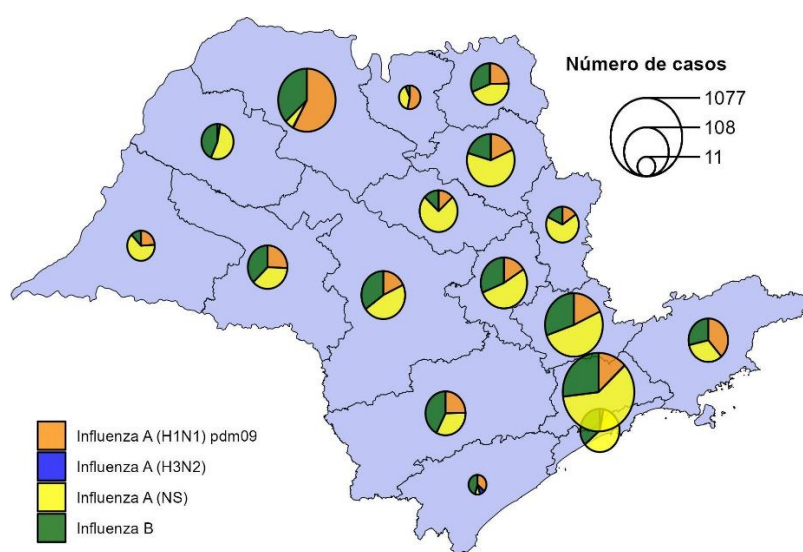 Número de casos
1077
108
11
Influenza A (H1N1) pdm09
Influenza A (H3N2)
Influenza A (NS)
Influenza B